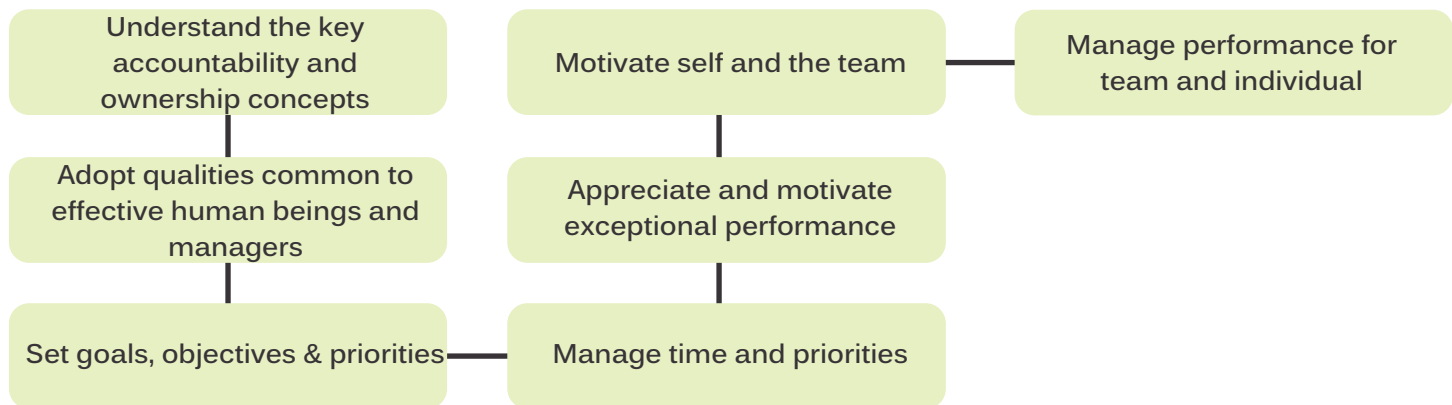 Understand the key
accountability and
ownership concepts
Adopt qualities common to
effective human beings and
managers
Set goals, objectives & priorities
Manage time and priorities
Appreciate and motivate
exceptional performance
Motivate self and the team
Manage performance for
team and individual